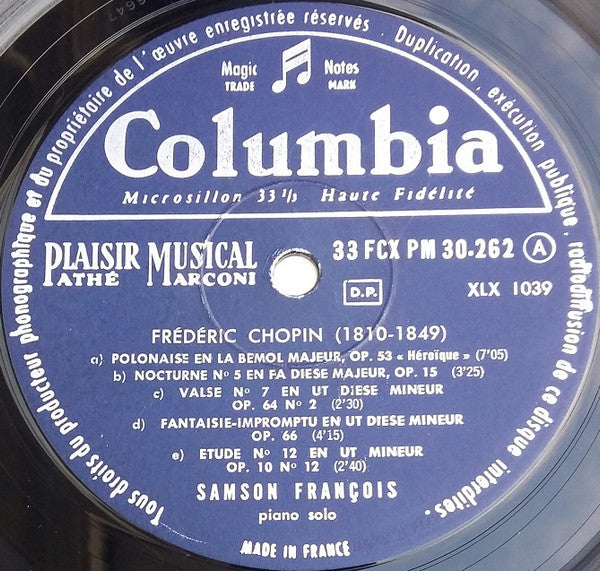 Tous droits du producteur phonographique et du propriétaire de l'œuvre enregistrée réservés. Duplication, exécution publique, radiodiffusion de ce disque interdites.
Magic Notes
TRADE MARK
Columbia
Microsillon 33 1/3 Haute Fidélité
PLAISIR MUSICAL
PATHÉ MARCONI
33 FCX PM 30.262 A
D.P.
XLX 1039
FRÉDÉRIC CHOPIN (1810-1849)
a) POLONAISE EN LA BEMOL MAJEUR, OP. 53 « Héroïque » (7'05)
b) NOCTURNE No 5 EN FA DIESE MAJEUR, OP. 15 (3'25)
c) VALSE No 7 EN UT DIESE MINEUR
OP. 64 No 2 (2'30)
d) FANTAISIE-IMPROMPTU EN UT DIESE MINEUR
OP. 66 (4'15)
e) ETUDE No 12 EN UT MINEUR
OP. 10 No 12 (2'40)
SAMSON FRANÇOIS
piano solo
MADE IN FRANCE